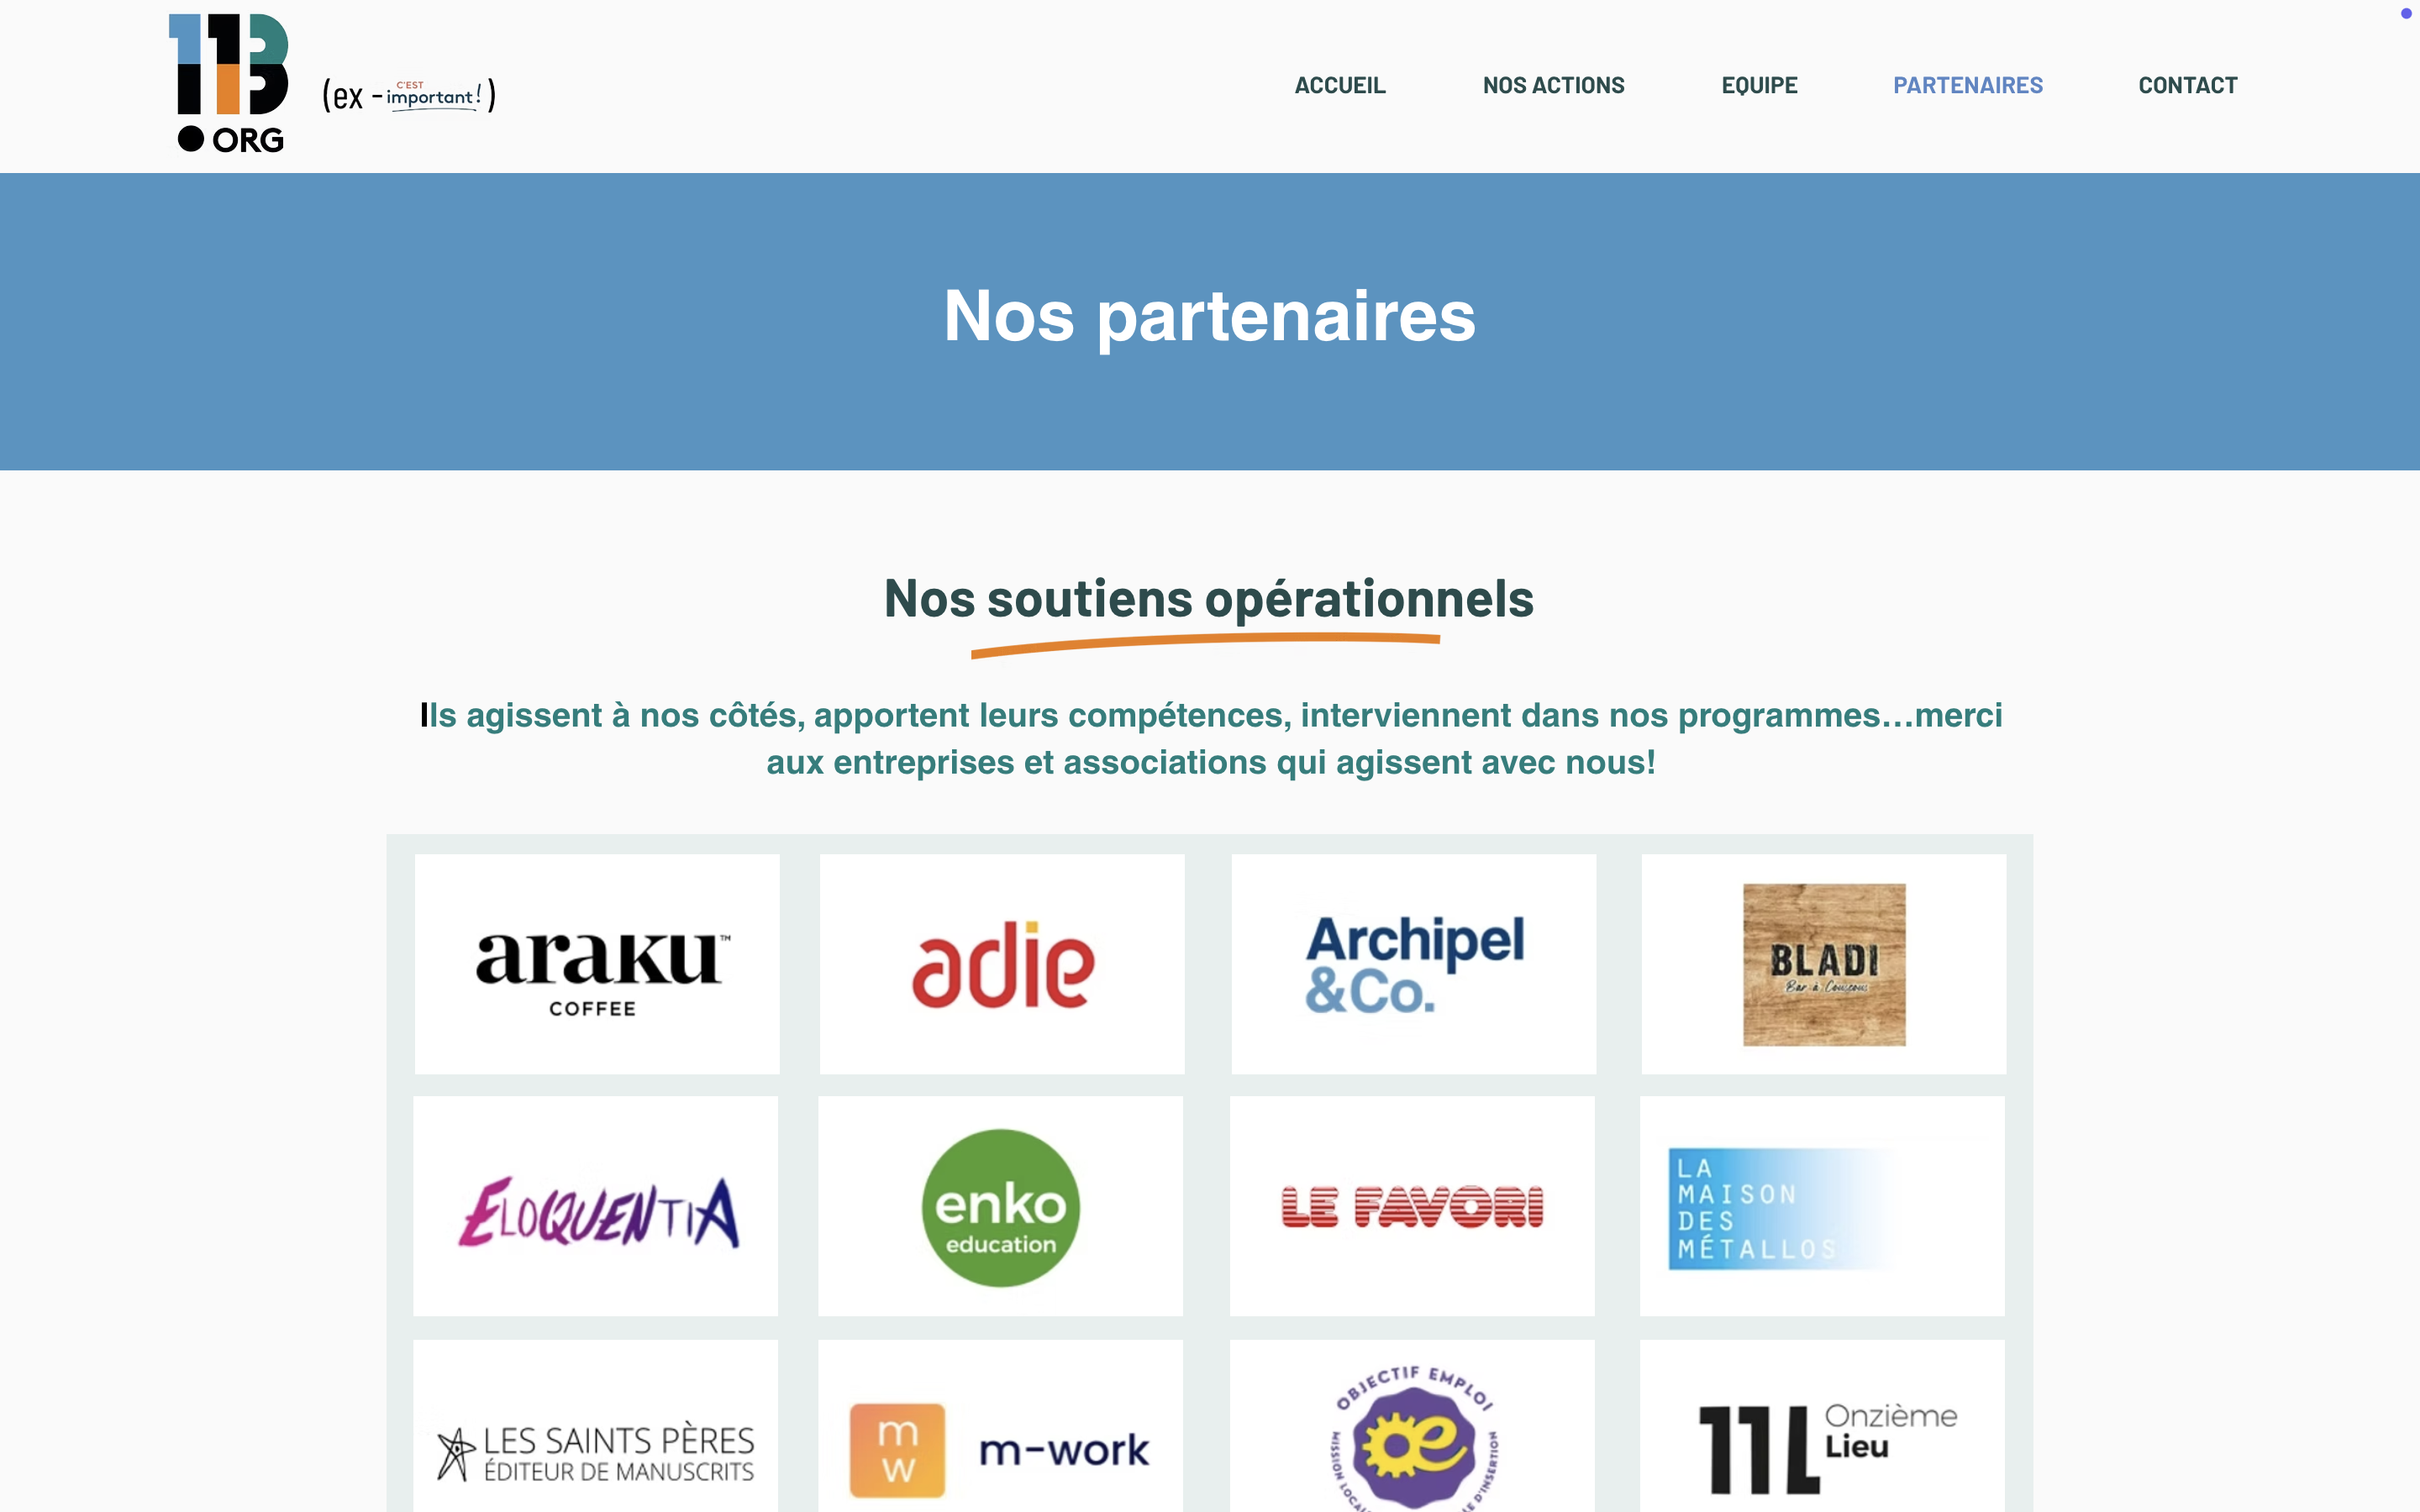 113
ORG
(ex - C'EST important! )
ACCUEIL NOS ACTIONS EQUIPE PARTENAIRES CONTACT
Nos partenaires
Nos soutiens opérationnels
Ils agissent à nos côtés, apportent leurs compétences, interviennent dans nos programmes...merci
aux entreprises et associations qui agissent avec nous!
araku™
COFFEE
adie
Archipel
&Co.
BLADI
Bar à Couscous
ELOQUENTIA
enko
education
LE FAVORI
LA
MAISON
DES
MÉTALLOS
LES SAINTS PÈRES
ÉDITEUR DE MANUSCRITS
m
w
m-work
OBJECTIF EMPLOI
oe
MISSION LOCALE D'INSERTION
11L
Onzième
Lieu